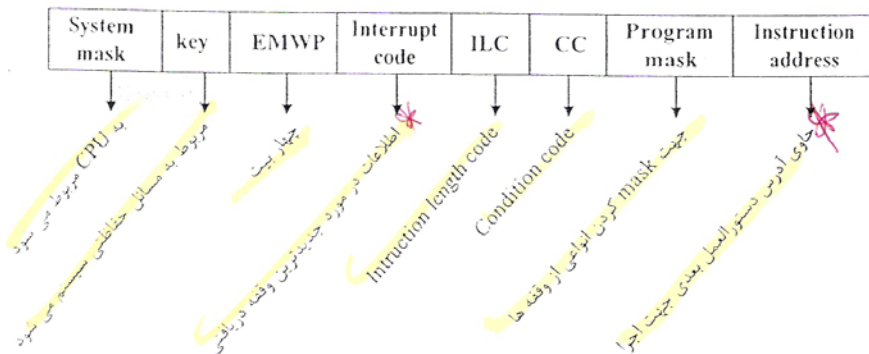 System mask
key
EMWP
Interrupt code
ILC
CC
Program mask
Instruction address
به CPU مربوط می شود
مربوط به مسائل حفاظتی سیستم می شود
چهار بیت
اطلاعات در مورد جدیدترین وقفه دریافتی
Intruction length code
Condition code
جهت mask کردن انواعی از وقفه ها
حاوی آدرس دستورالعمل بعدی جهت اجرا